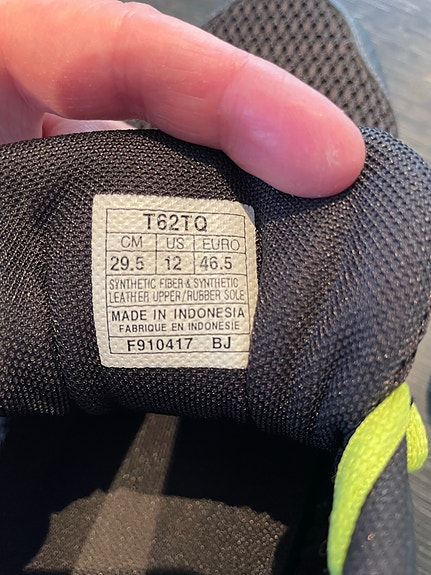 T62TQ
CM US EURO
29.5 12 46.5
SYNTHETIC FIBER & SYNTHETIC
LEATHER UPPER/RUBBER SOLE
MADE IN INDONESIA
FABRIQUE EN INDONESIE
F910417 BJ